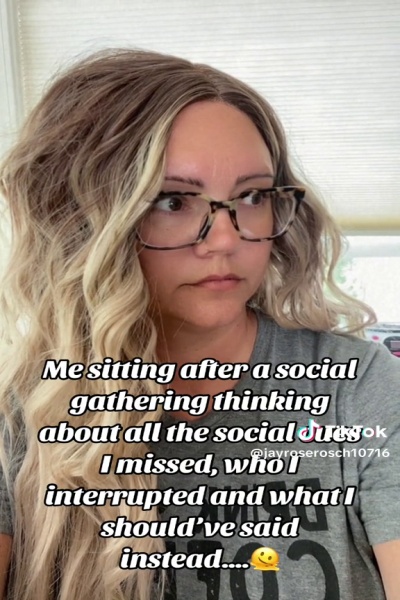 Me sitting after a social
gathering thinking
about all the social cues
TikTok
I missed, who I
@jayroserosch10716
interrupted and what I
should've said
instead....🫠